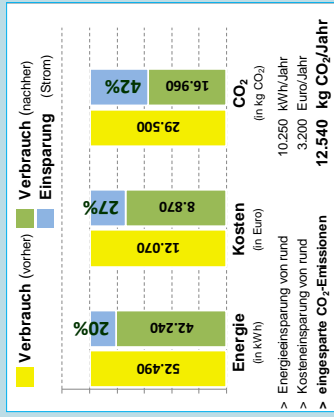 Verbrauch (vorher)
Verbrauch (nachher)
Einsparung (Strom)
20%
27%
42%
52.490
42.240
12.070
8.870
29.500
16.960
Energie
(in kWh)
Kosten
(in Euro)
CO₂
(in kg CO₂)
> Energieeinsparung von rund 10.250 kWh/Jahr
> Kosteneinsparung von rund 3.200 Euro/Jahr
> eingesparte CO₂-Emissionen 12.540 kg CO₂/Jahr